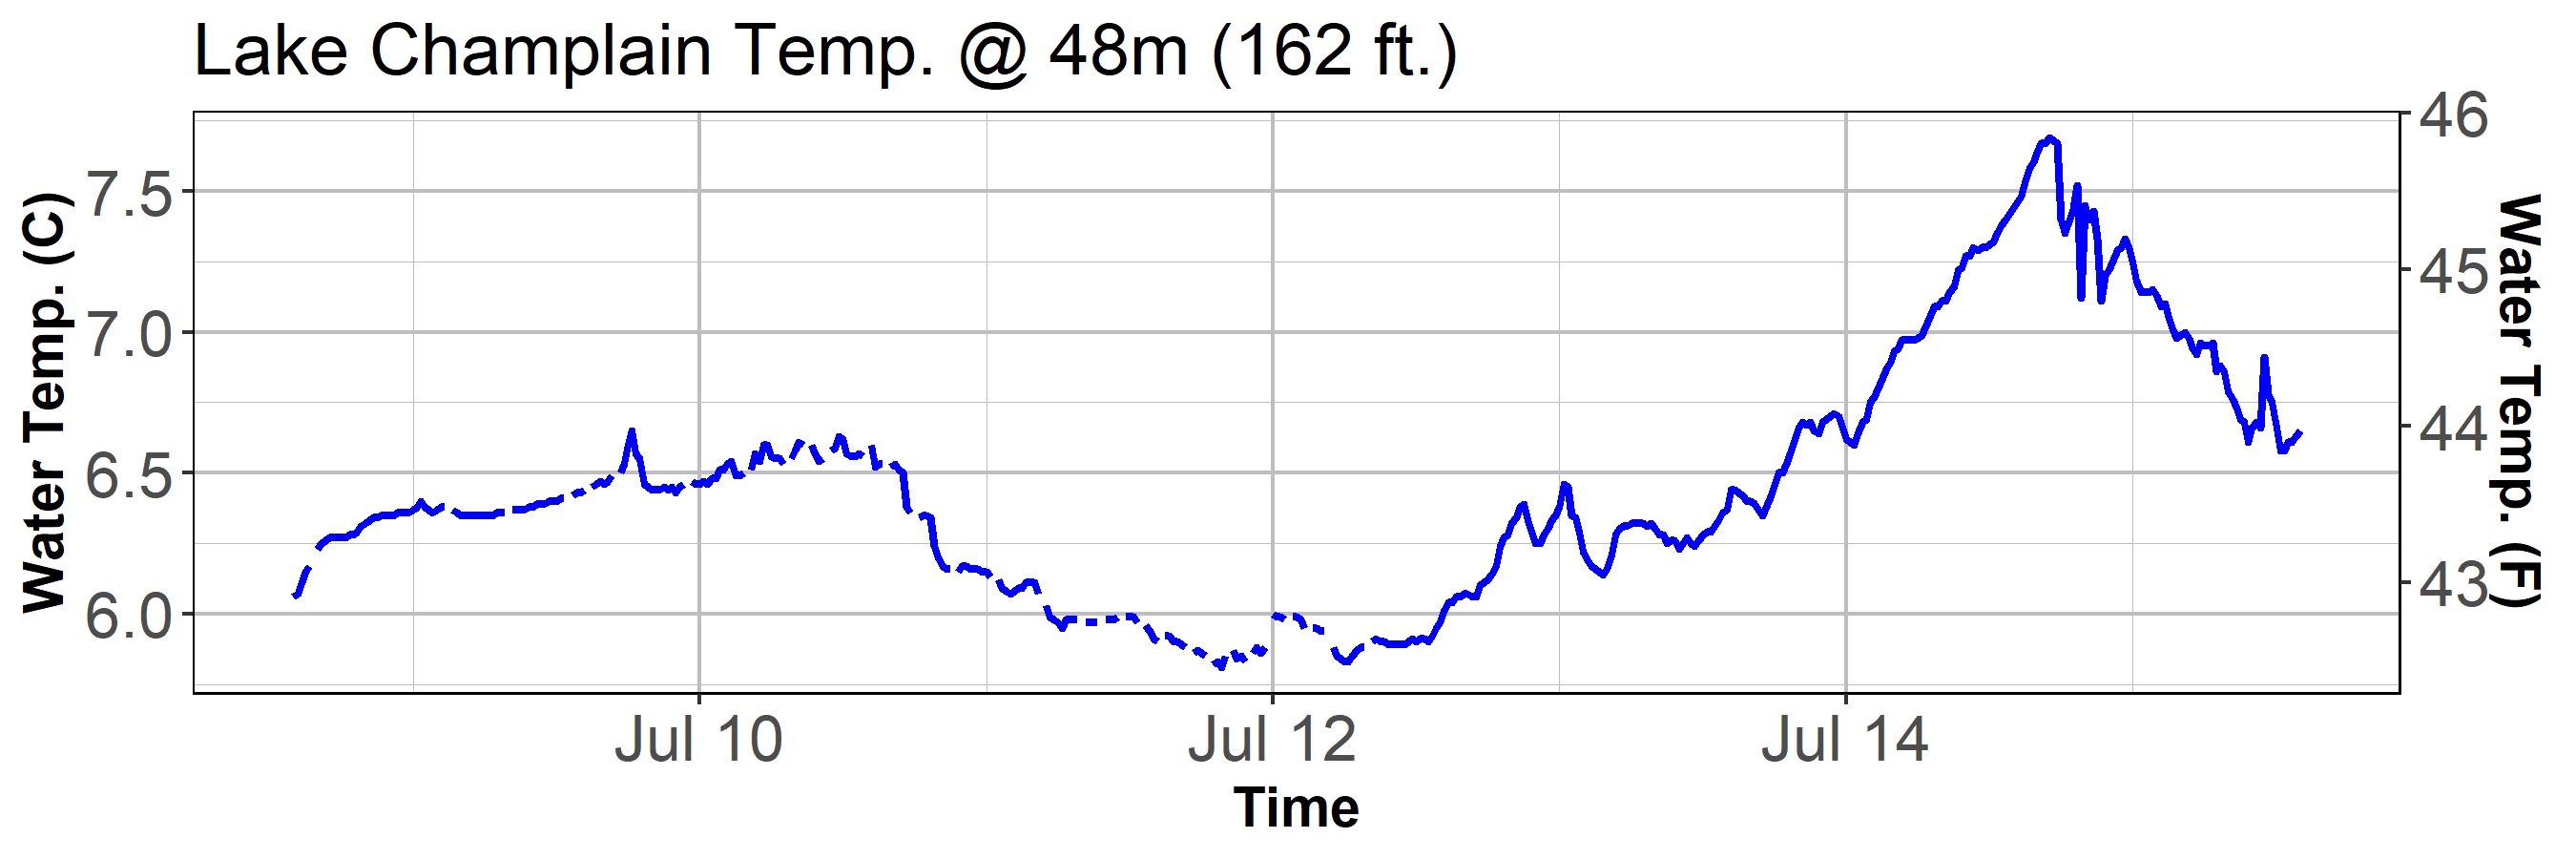 Lake Champlain Temp. @ 48m (162 ft.)
Water Temp. (C)
7.5
7.0
6.5
6.0
46
45
44
43
Water Temp. (F)
Jul 10 Jul 12 Jul 14
Time